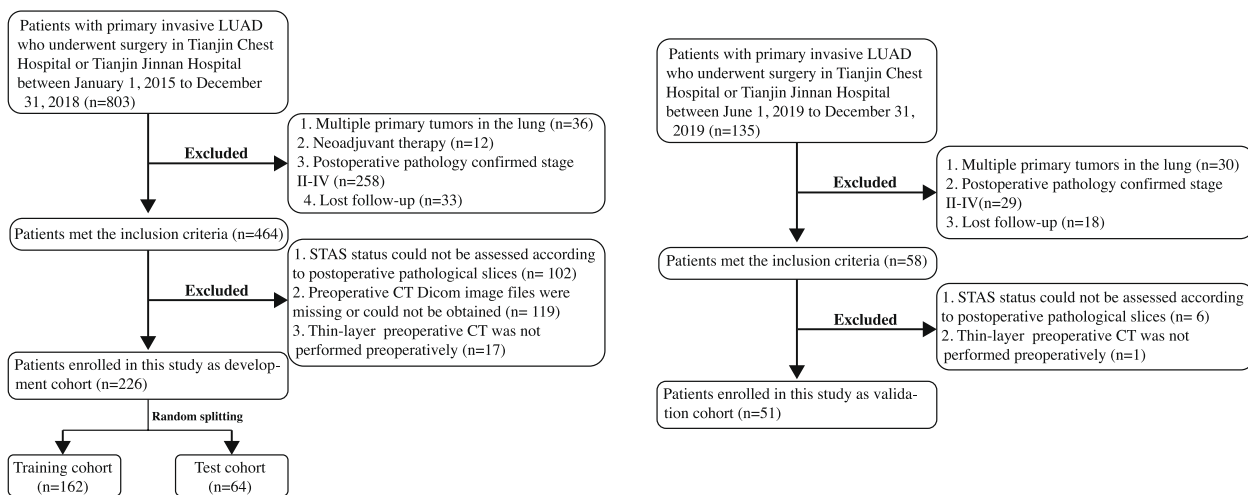 Patients with primary invasive LUAD
who underwent surgery in Tianjin Chest
Hospital or Tianjin Jinnan Hospital
between January 1, 2015 to December
31, 2018 (n=803)
Excluded
1. Multiple primary tumors in the lung (n=36)
2. Neoadjuvant therapy (n=12)
3. Postoperative pathology confirmed stage
II-IV (n=258)
4. Lost follow-up (n=33)
Patients met the inclusion criteria (n=464)
Excluded
1. STAS status could not be assessed according
to postoperative pathological slices (n= 102)
2. Preoperative CT Dicom image files were
missing or could not be obtained (n= 119)
3. Thin-layer preoperative CT was not
performed preoperatively (n=17)
Patients enrolled in this study as develop-
ment cohort (n=226)
Random splitting
Training cohort
(n=162)
Test cohort
(n=64)
Patients with primary invasive LUAD
who underwent surgery in Tianjin Chest
Hospital or Tianjin Jinnan Hospital
between June 1, 2019 to December 31,
2019 (n=135)
Excluded
1. Multiple primary tumors in the lung (n=30)
2. Postoperative pathology confirmed stage
II-IV(n=29)
3. Lost follow-up (n=18)
Patients met the inclusion criteria (n=58)
Excluded
1. STAS status could not be assessed according
to postoperative pathological slices (n= 6)
2. Thin-layer preoperative CT was not
performed preoperatively (n=1)
Patients enrolled in this study as valida-
tion cohort (n=51)